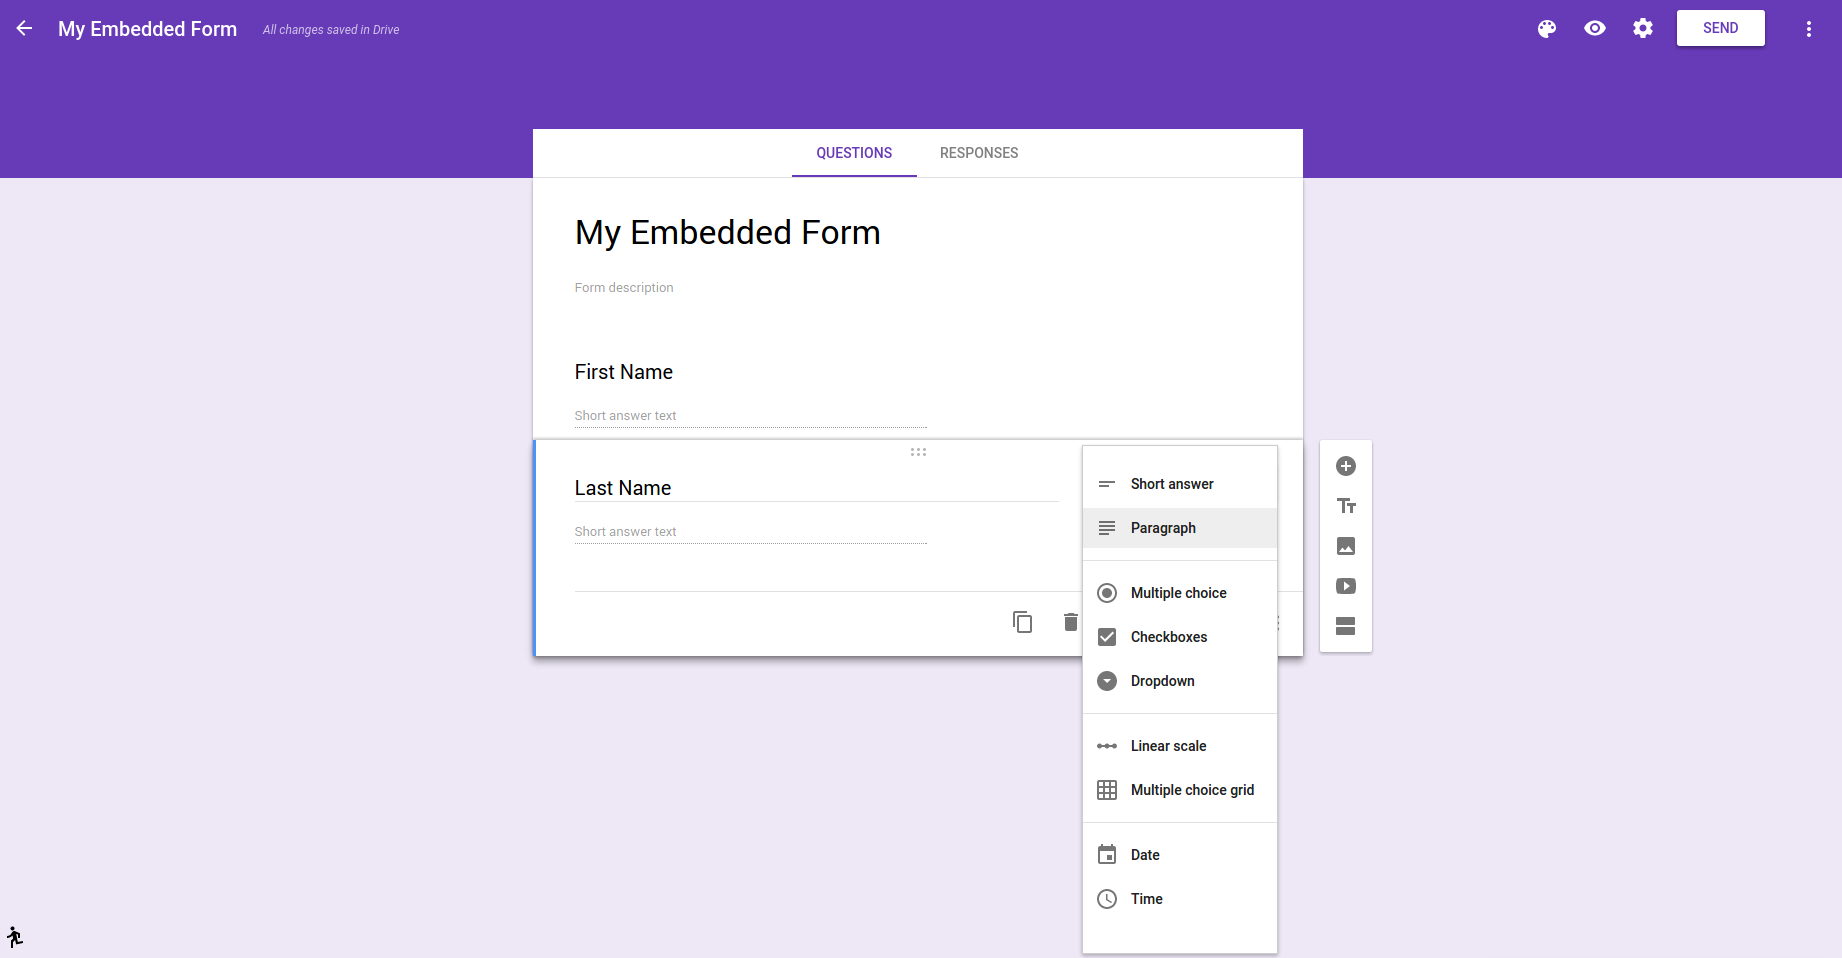 My Embedded Form All changes saved in Drive SEND
QUESTIONS RESPONSES
My Embedded Form
Form description
First Name
Short answer text
Last Name
Short answer text
Short answer
Paragraph
Multiple choice
Checkboxes
Dropdown
Linear scale
Multiple choice grid
Date
Time